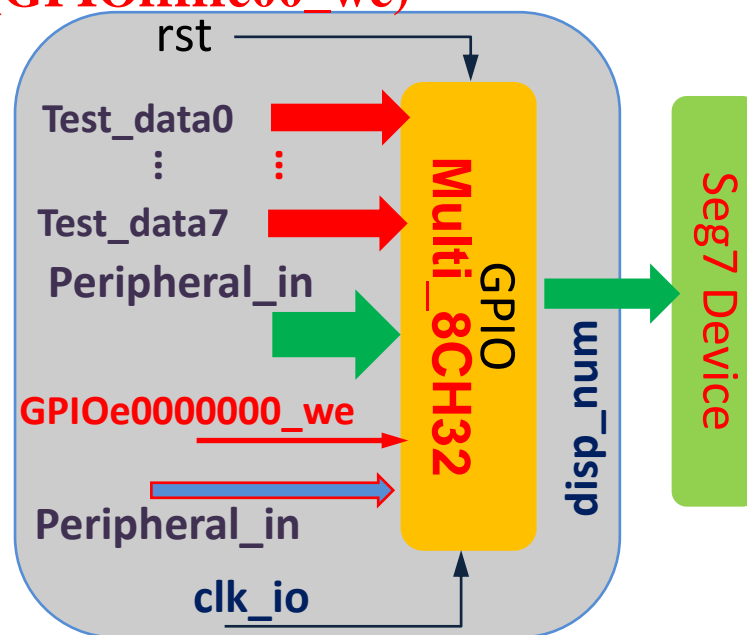 rst
Test_data0
⋮ ⋮
Test_data7
Peripheral_in
GPIOe0000000_we
Peripheral_in
clk_io
Multi_8CH32
GPIO
disp_num
Seg7 Device